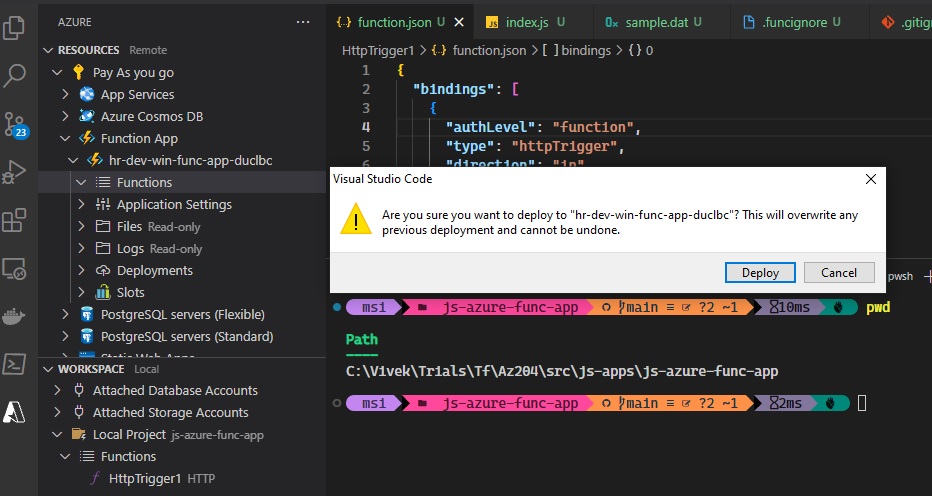 AZURE
RESOURCES Remote
Pay As you go
App Services
Azure Cosmos DB
Function App
hr-dev-win-func-app-duclbc
Functions
Application Settings
Files Read-only
Logs Read-only
Deployments
Slots
PostgreSQL servers (Flexible)
PostgreSQL servers (Standard)
Static Web Apps
WORKSPACE Local
Attached Database Accounts
Attached Storage Accounts
Local Project js-azure-func-app
Functions
HttpTrigger1 HTTP
23
{..} function.json U
JS index.js U
sample.dat U
.funcignore U
.gitign
HttpTrigger1 > {..} function.json > [ ] bindings > { } 0
1 {
2 "bindings": [
3 {
4 "authLevel": "function",
5 "type": "httpTrigger",
6 "direction": "in",
Visual Studio Code
Are you sure you want to deploy to "hr-dev-win-func-app-duclbc"? This will overwrite any
previous deployment and cannot be undone.
Deploy Cancel
pwsh
msi js-azure-func-app main ≡ ?2 ~1 10ms pwd
Path
----
C:\Vivek\Trials\Tf\Az204\src\js-apps\js-azure-func-app
msi js-azure-func-app main ≡ ?2 ~1 2ms